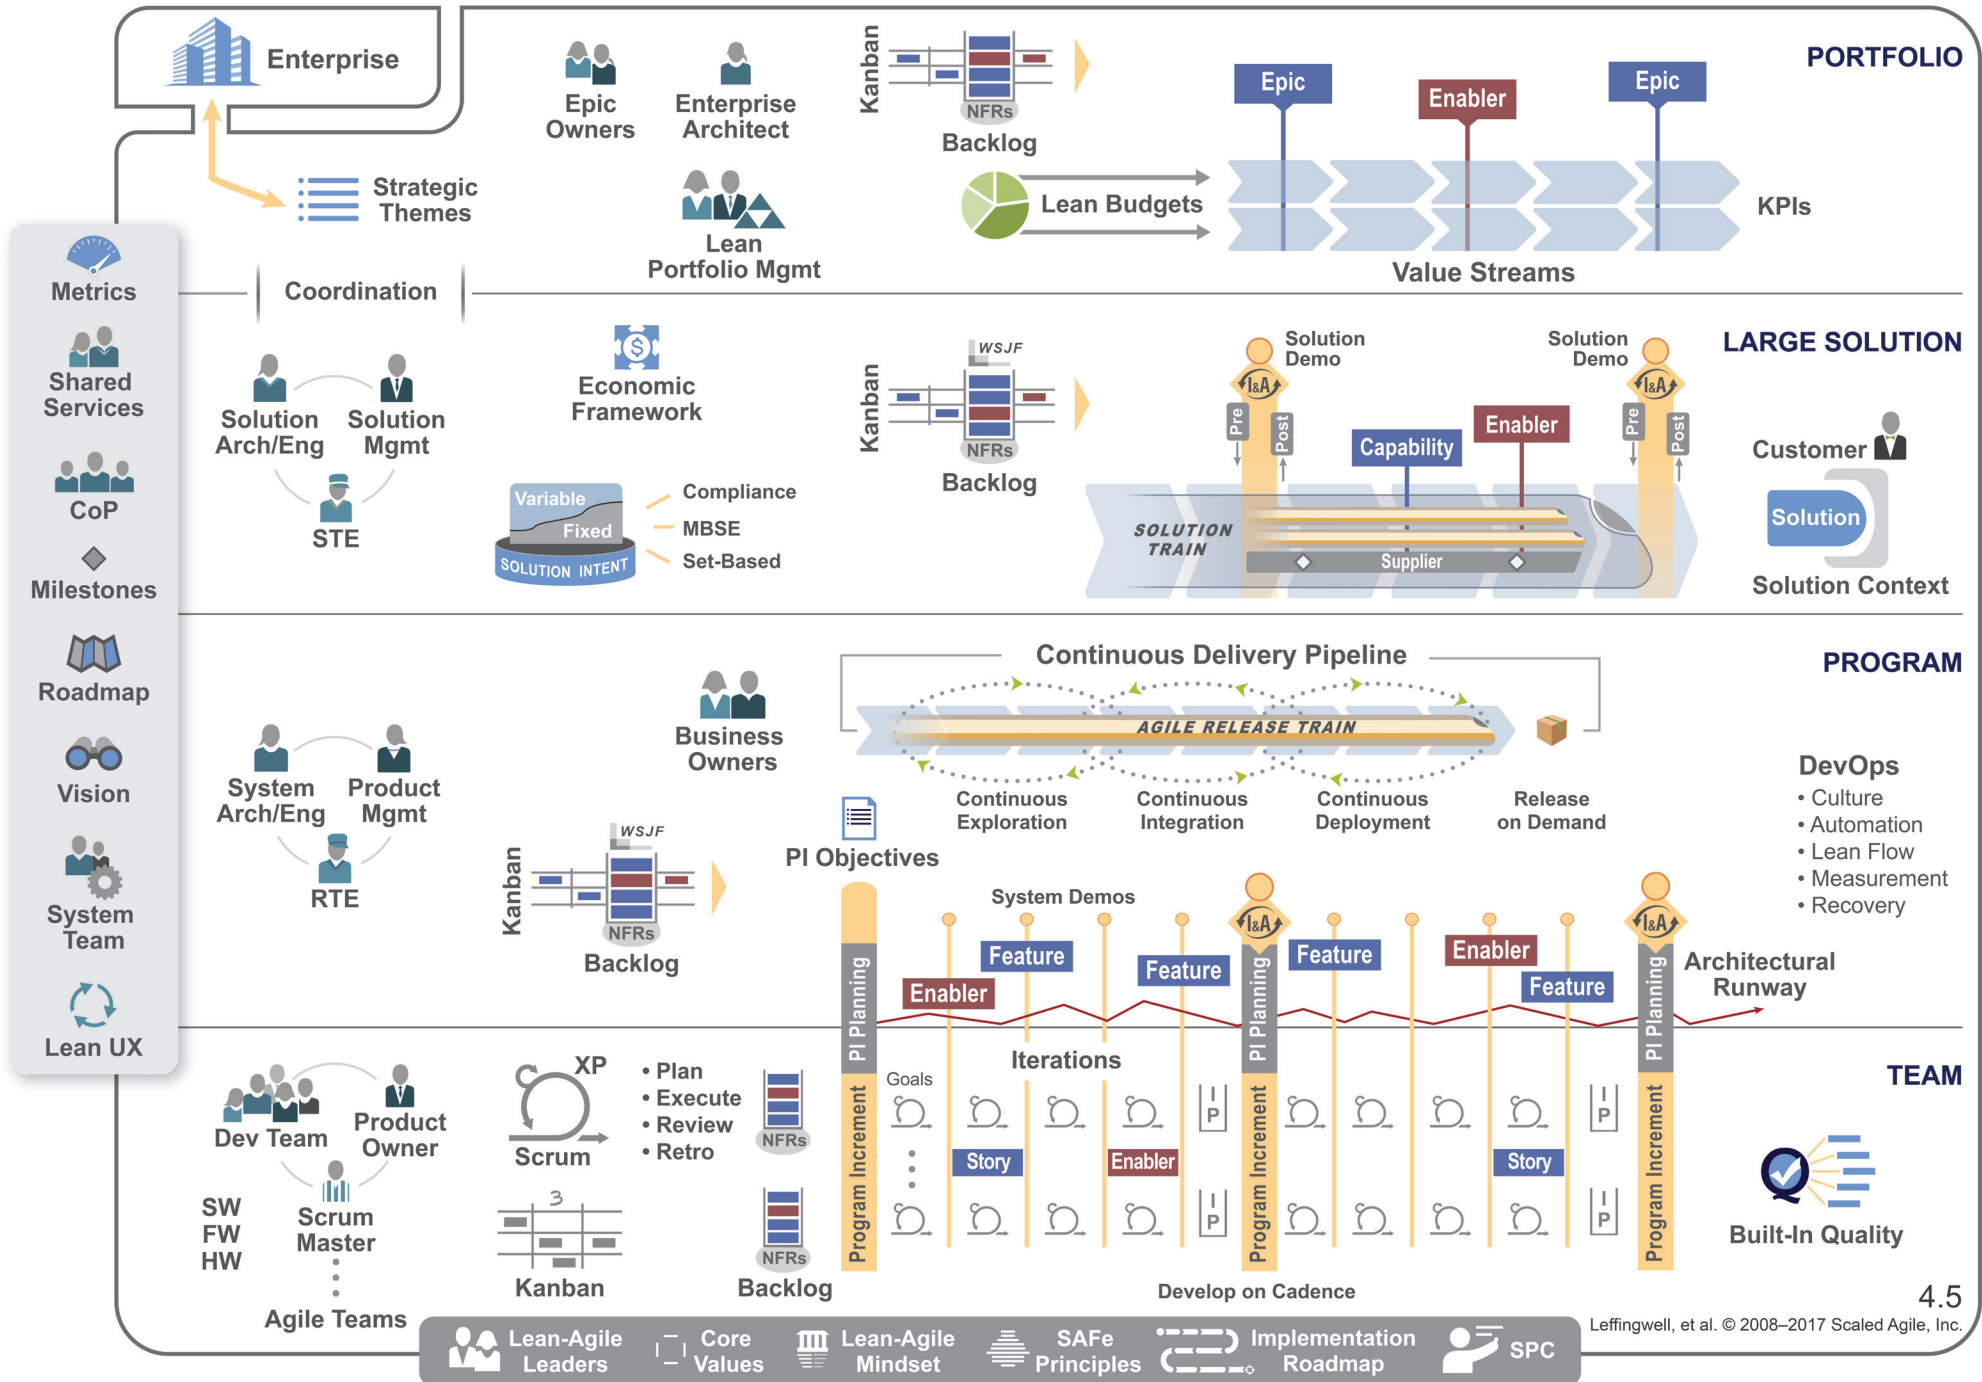 Enterprise
Strategic
Themes
Epic
Owners
Enterprise
Architect
Lean
Portfolio Mgmt
Kanban
NFRs
Backlog
Lean Budgets
Epic
Enabler
Epic
Value Streams
KPIs
PORTFOLIO
Metrics
Shared
Services
CoP
Milestones
Roadmap
Vision
System
Team
Lean UX
Coordination
Solution
Arch/Eng
Solution
Mgmt
STE
Economic
Framework
Variable
Fixed
SOLUTION INTENT
Compliance
MBSE
Set-Based
Kanban
WSJF
NFRs
Backlog
Solution
Demo
I&A
Pre
Post
Capability
Enabler
Solution
Demo
I&A
Pre
Post
SOLUTION
TRAIN
Supplier
LARGE SOLUTION
Customer
Solution
Solution Context
System
Arch/Eng
Product
Mgmt
RTE
Business
Owners
Kanban
WSJF
NFRs
Backlog
Continuous Delivery Pipeline
AGILE RELEASE TRAIN
Continuous
Exploration
Continuous
Integration
Continuous
Deployment
Release
on Demand
PROGRAM
DevOps
• Culture
• Automation
• Lean Flow
• Measurement
• Recovery
PI Objectives
System Demos
I&A
I&A
PI Planning
Enabler
Feature
Feature
PI Planning
Feature
Enabler
Feature
PI Planning
Architectural
Runway
Dev Team
Product
Owner
Scrum
Master
SW
FW
HW
Agile Teams
XP
Scrum
• Plan
• Execute
• Review
• Retro
3
Kanban
NFRs
NFRs
Backlog
Program Increment
Goals
Iterations
Story
Enabler
I
P
I
P
Program Increment
Story
I
P
I
P
Program Increment
Develop on Cadence
TEAM
Built-In Quality
4.5
Leffingwell, et al. © 2008–2017 Scaled Agile, Inc.
Lean-Agile
Leaders
Core
Values
Lean-Agile
Mindset
SAFe
Principles
Implementation
Roadmap
SPC